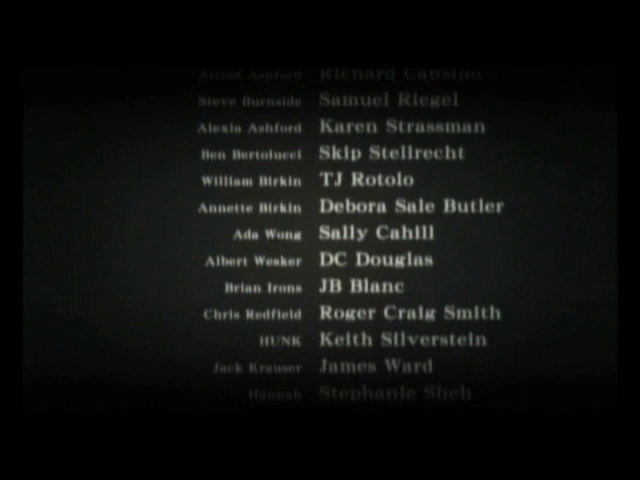 Alfred Ashford Richard Cansino
Steve Burnside Samuel Riegel
Alexia Ashford Karen Strassman
Ben Bertolucci Skip Stellrecht
William Birkin TJ Rotolo
Annette Birkin Debora Sale Butler
Ada Wong Sally Cahill
Albert Wesker DC Douglas
Brian Irons JB Blanc
Chris Redfield Roger Craig Smith
HUNK Keith Silverstein
Jack Krauser James Ward
Hannah Stephanie Sheh